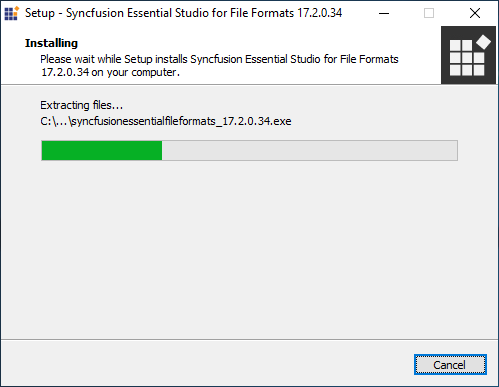 Setup - Syncfusion Essential Studio for File Formats 17.2.0.34
Installing
Please wait while Setup installs Syncfusion Essential Studio for File Formats
17.2.0.34 on your computer.
Extracting files...
C:\...\syncfusionessentialfileformats_17.2.0.34.exe
Cancel